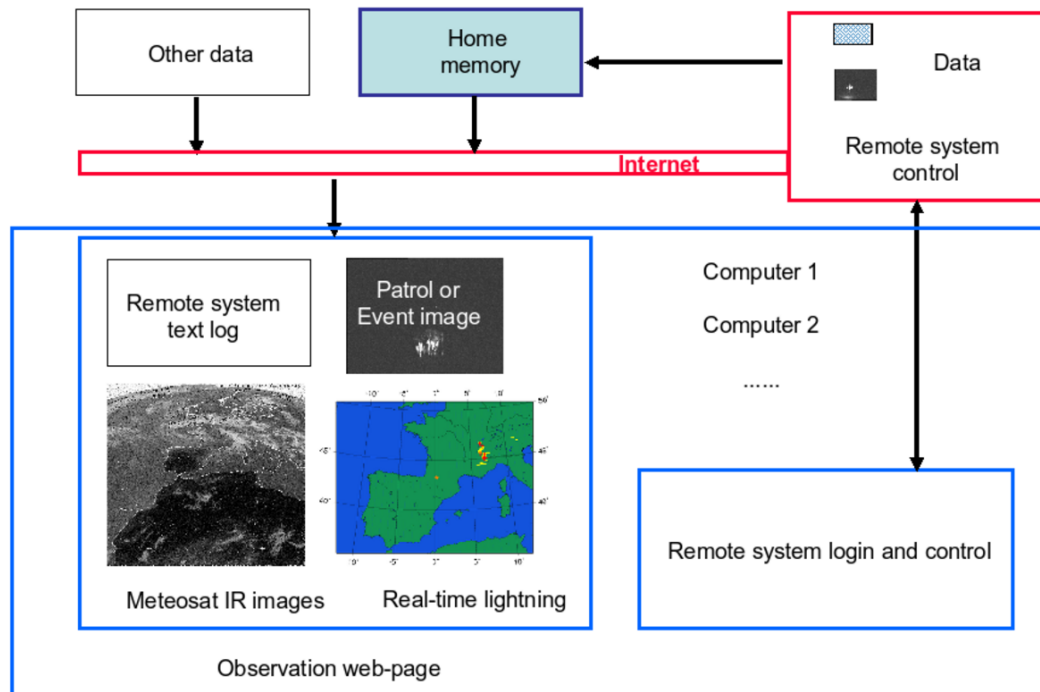 Other data
Home
memory
Data
Remote system
control
Internet
Computer 1
Computer 2
......
Remote system
text log
Patrol or
Event image
Meteosat IR images
Real-time lightning
Remote system login and control
Observation web-page